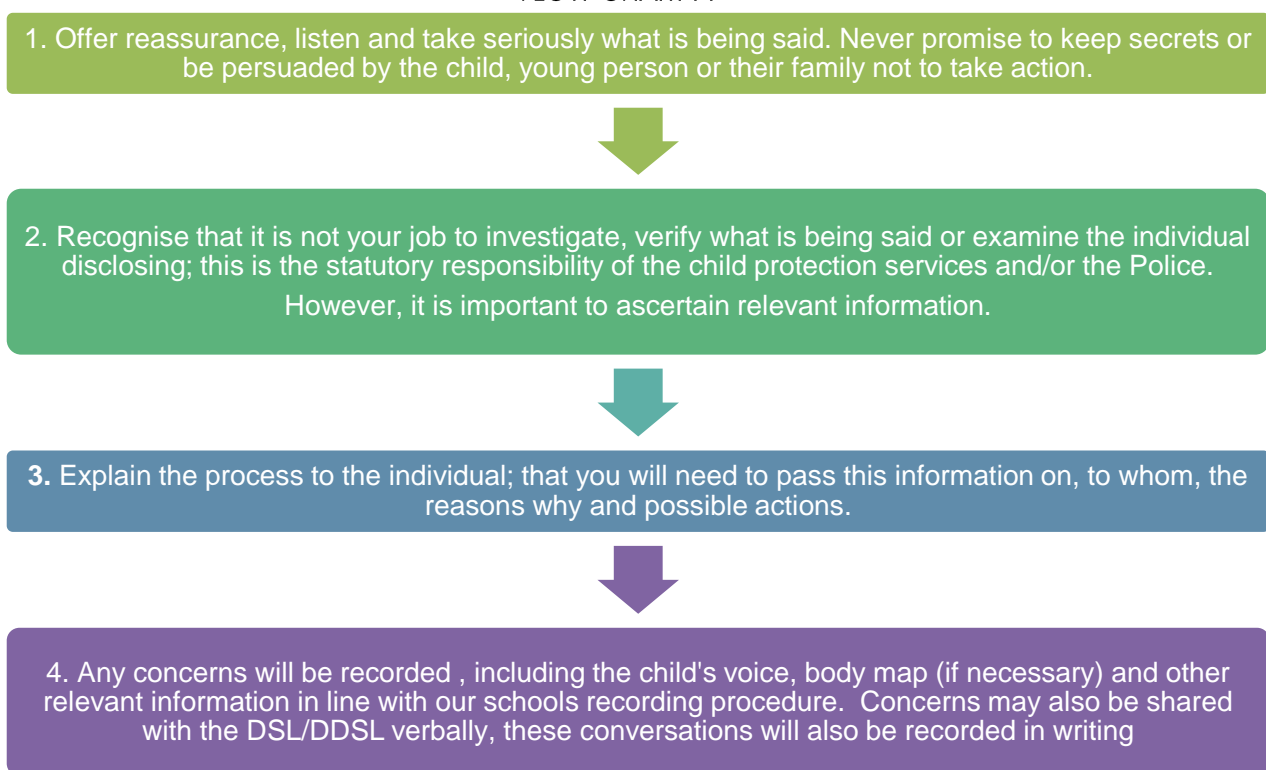 1. Offer reassurance, listen and take seriously what is being said. Never promise to keep secrets or
be persuaded by the child, young person or their family not to take action.
2. Recognise that it is not your job to investigate, verify what is being said or examine the individual
disclosing; this is the statutory responsibility of the child protection services and/or the Police.
However, it is important to ascertain relevant information.
3. Explain the process to the individual; that you will need to pass this information on, to whom, the
reasons why and possible actions.
4. Any concerns will be recorded , including the child's voice, body map (if necessary) and other
relevant information in line with our schools recording procedure. Concerns may also be shared
with the DSL/DDSL verbally, these conversations will also be recorded in writing